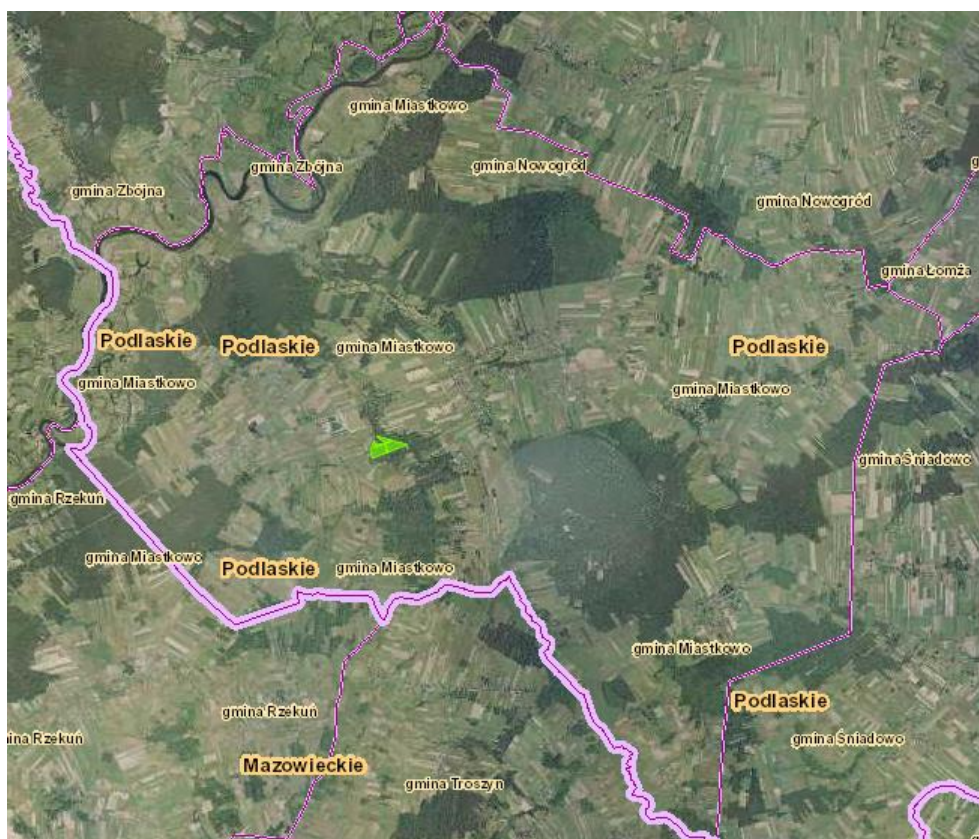 gmina Miastkowo
gmina Zbójna
gmina Nowogród
gmina Zbójna
gmina Nowogród
gmina Łomża
Podlaskie
Podlaskie
gmina Miastkowo
Podlaskie
gmina Miastkowo
gmina Miastkowo
gmina Śniadowo
gmina Rzekuń
gmina Miastkowo
Podlaskie
gmina Miastkowo
gmina Miastkowo
Podlaskie
gmina Rzekuń
ina Rzekuń
gmina Śniadowo
Mazowieckie
gmina Troszyn